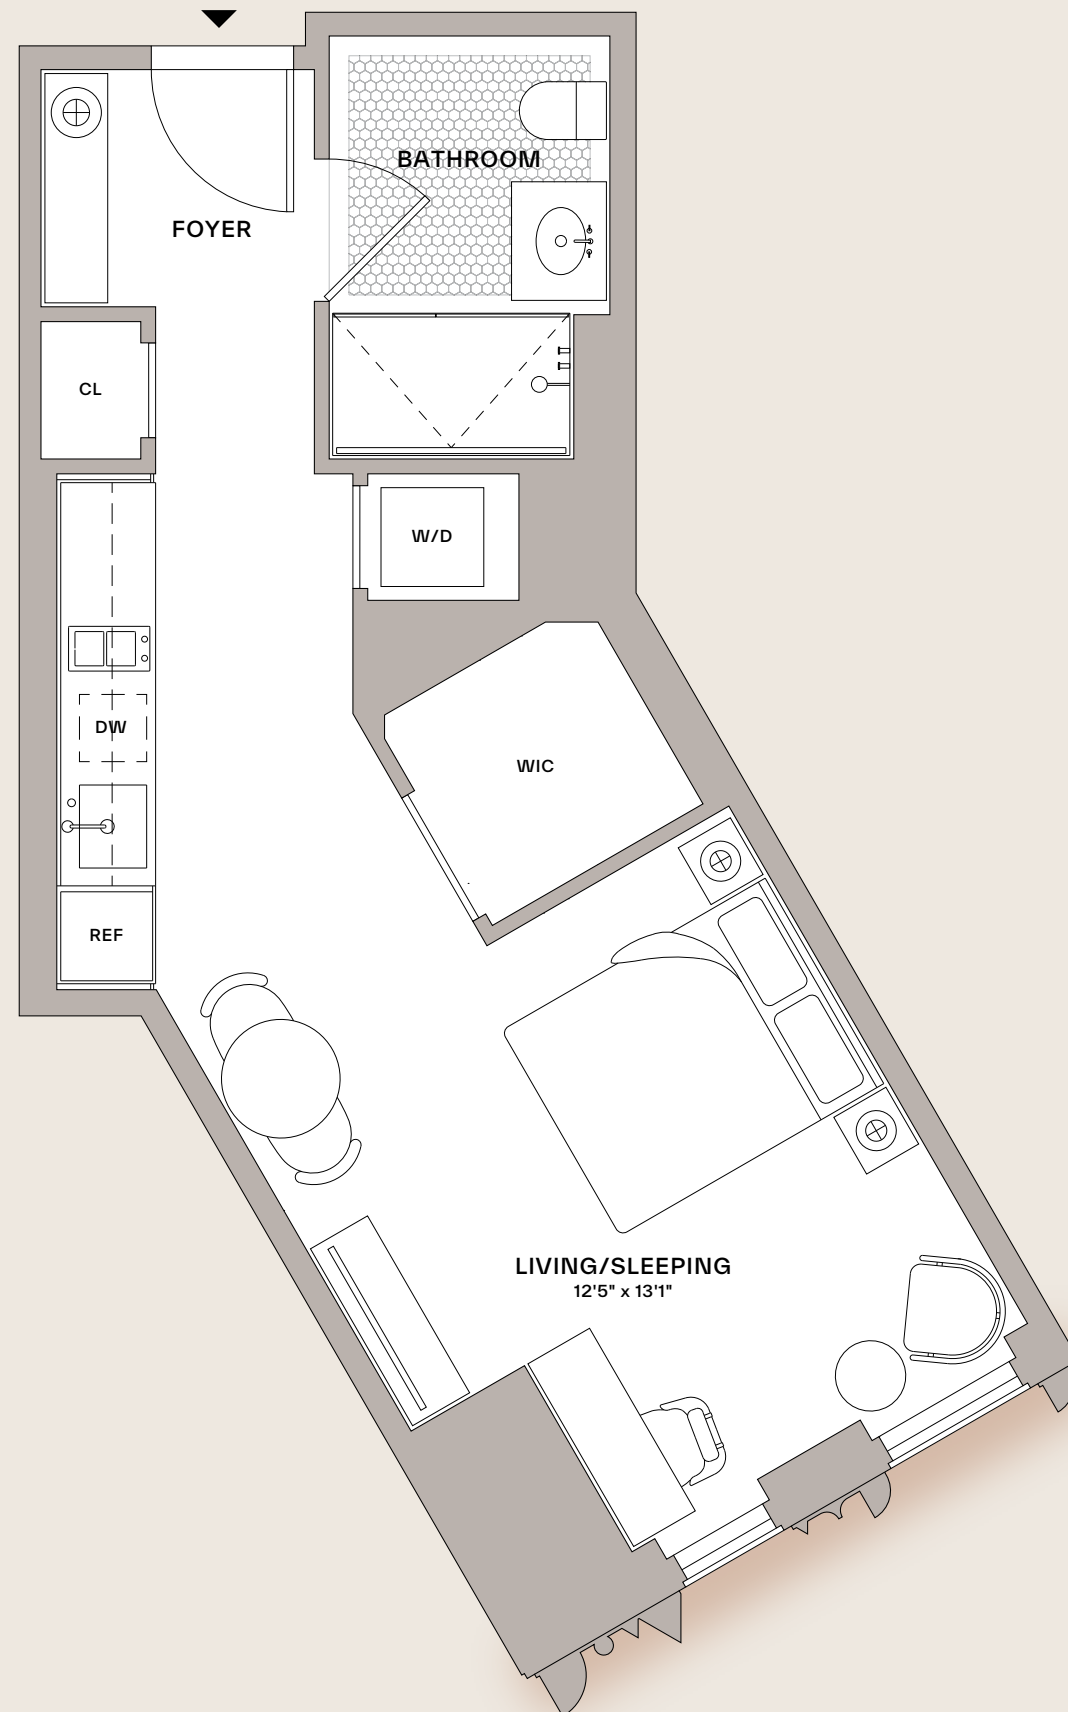 BATHROOM
FOYER
CL
W/D
DW
WIC
REF
LIVING/SLEEPING
12'5" x 13'1"